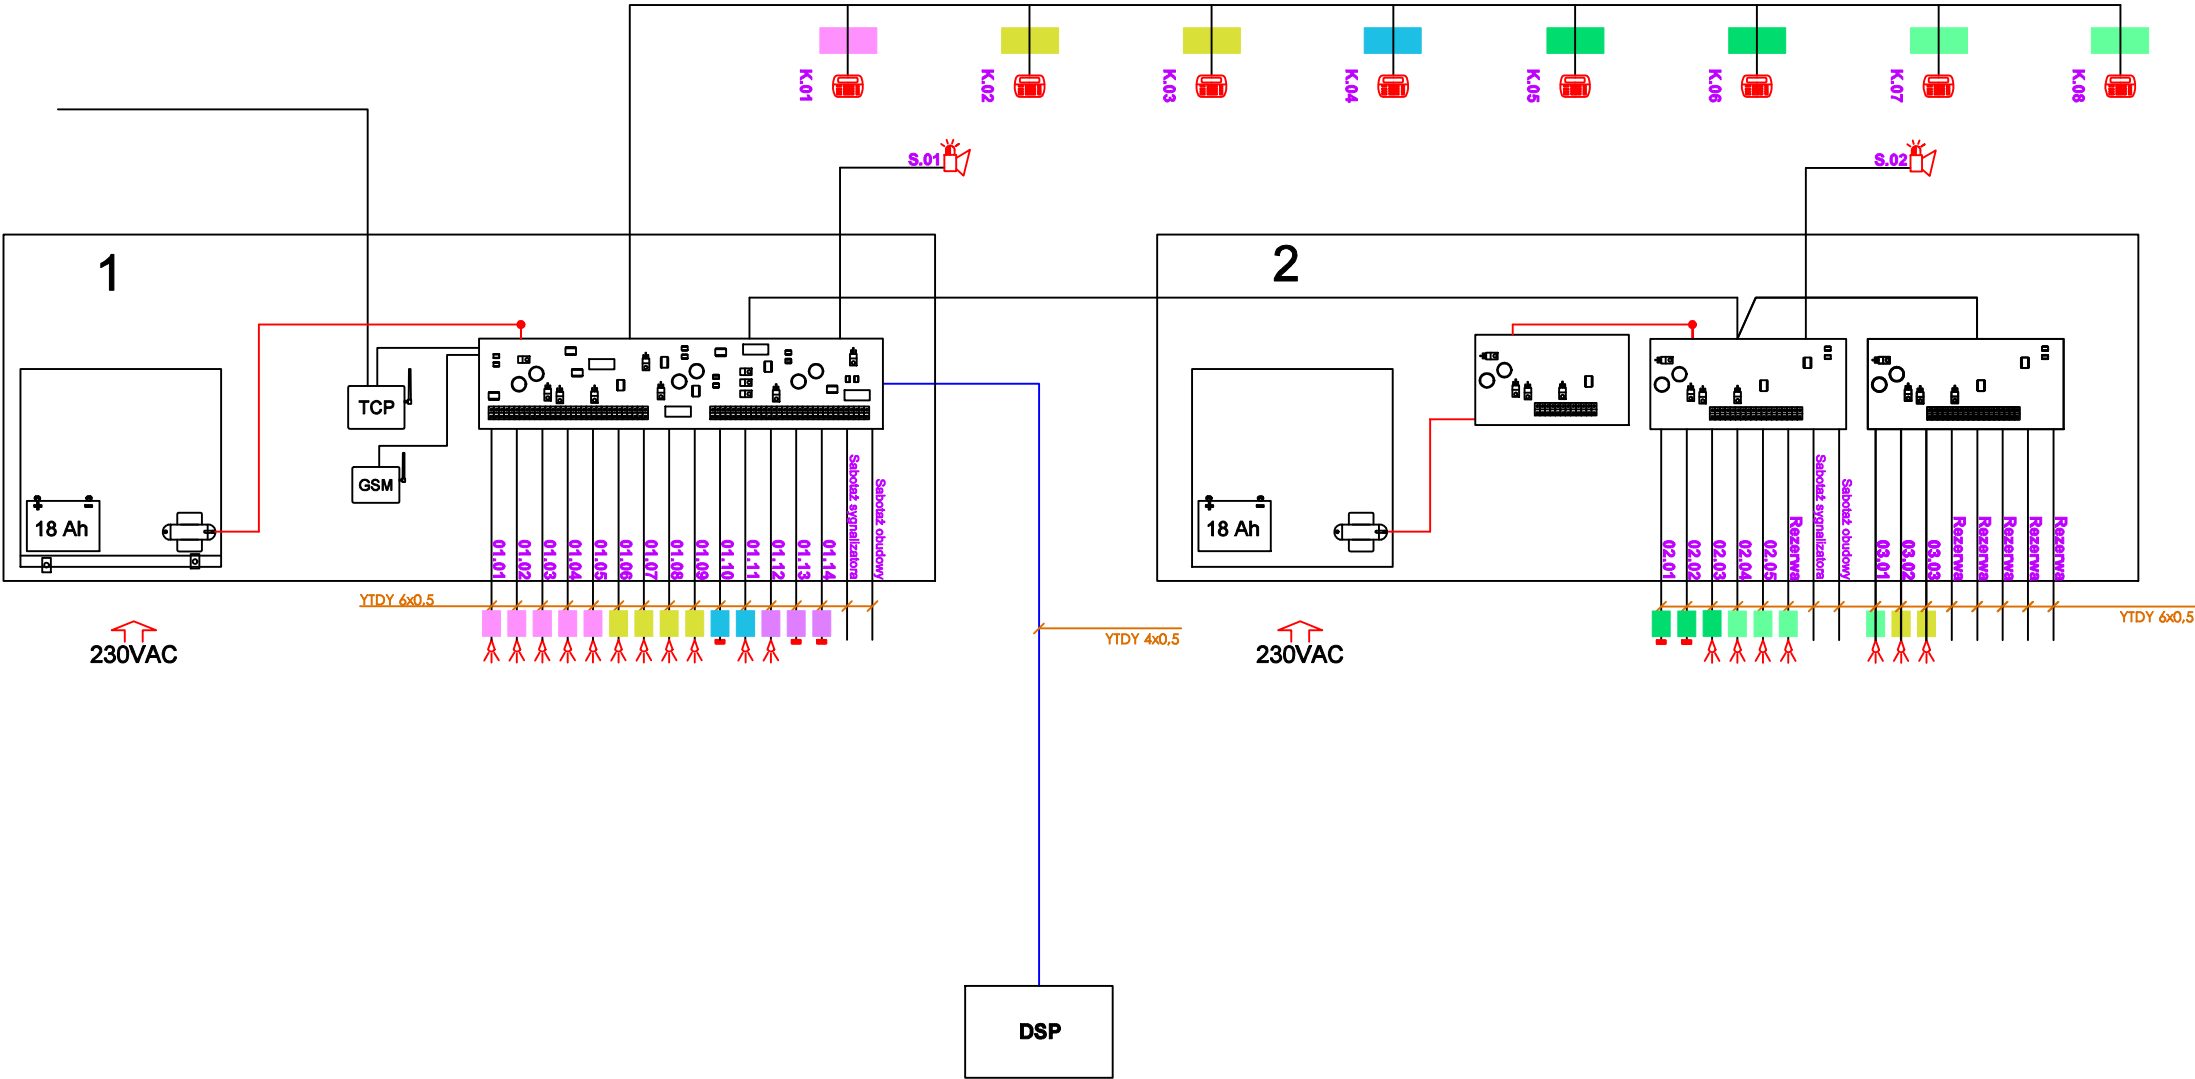 K.01
K.02
K.03
K.04
K.05
K.06
K.07
K.08
S.01
S.02
1
2
TCP
GSM
18 Ah
18 Ah
Sabotaż sygnalizatora
Sabotaż obudowy
Sabotaż sygnalizatora
Sabotaż obudowy
01.01
01.02
01.03
01.04
01.05
01.06
01.07
01.08
01.09
01.10
01.11
01.12
01.13
01.14
02.01
02.02
02.03
02.04
02.05
Rezerwa
03.01
03.02
03.03
Rezerwa
Rezerwa
Rezerwa
Rezerwa
Rezerwa
YTDY 6x0,5
YTDY 6x0,5
YTDY 4x0,5
230VAC
230VAC
DSP